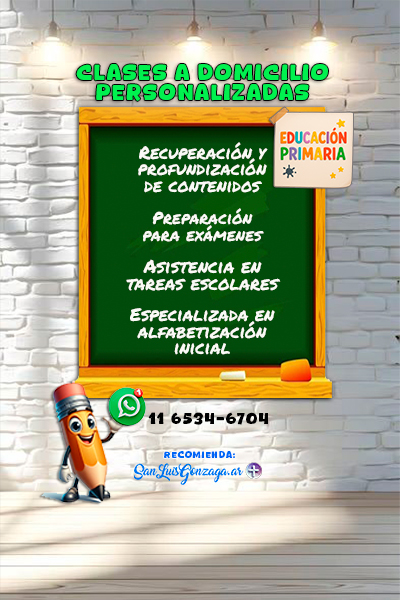 CLASES A DOMICILIO
PERSONALIZADAS
EDUCACIÓN
PRIMARIA
RECUPERACIÓN Y
PROFUNDIZACIÓN
DE CONTENIDOS
PREPARACIÓN
PARA EXÁMENES
ASISTENCIA EN
TAREAS ESCOLARES
ESPECIALIZADA EN
ALFABETIZACIÓN
INICIAL
1
11 6534-6704
RECOMIENDA:
SanLuisGonzaga.ar